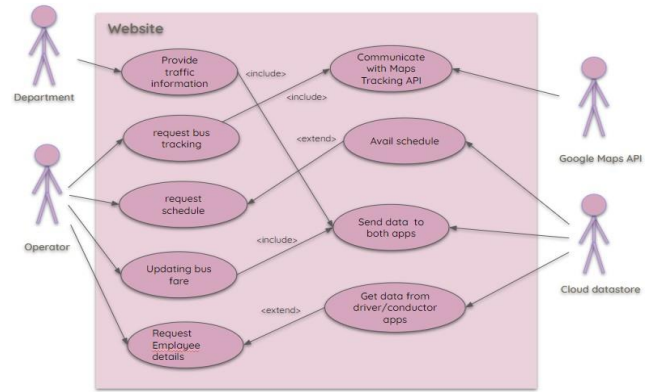 Website
Provide
traffic
information
<include>
Communicate
with Maps
Tracking API
Department
<include>
request bus
tracking
<extend>
Avail schedule
Google Maps API
request
schedule
Operator
Send data to
both apps
<include>
Updating bus
fare
Cloud datastore
<extend>
Get data from
driver/conductor
apps
Request
Employee
details